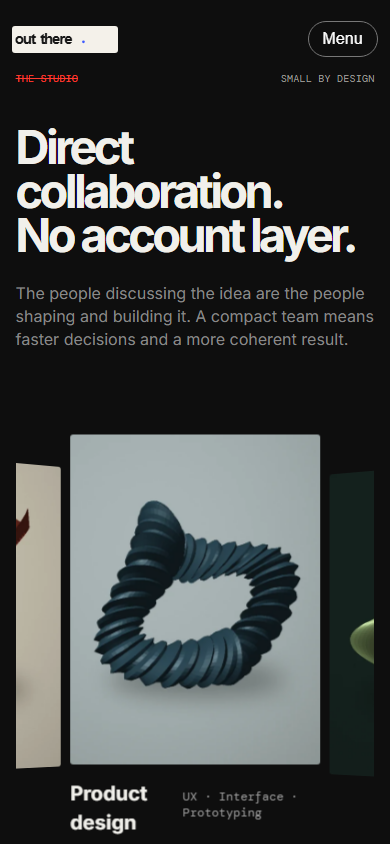 out there .
Menu
THE STUDIO
SMALL BY DESIGN
Direct
collaboration.
No account layer.
The people discussing the idea are the people
shaping and building it. A compact team means
faster decisions and a more coherent result.
Product
design
UX · Interface ·
Prototyping